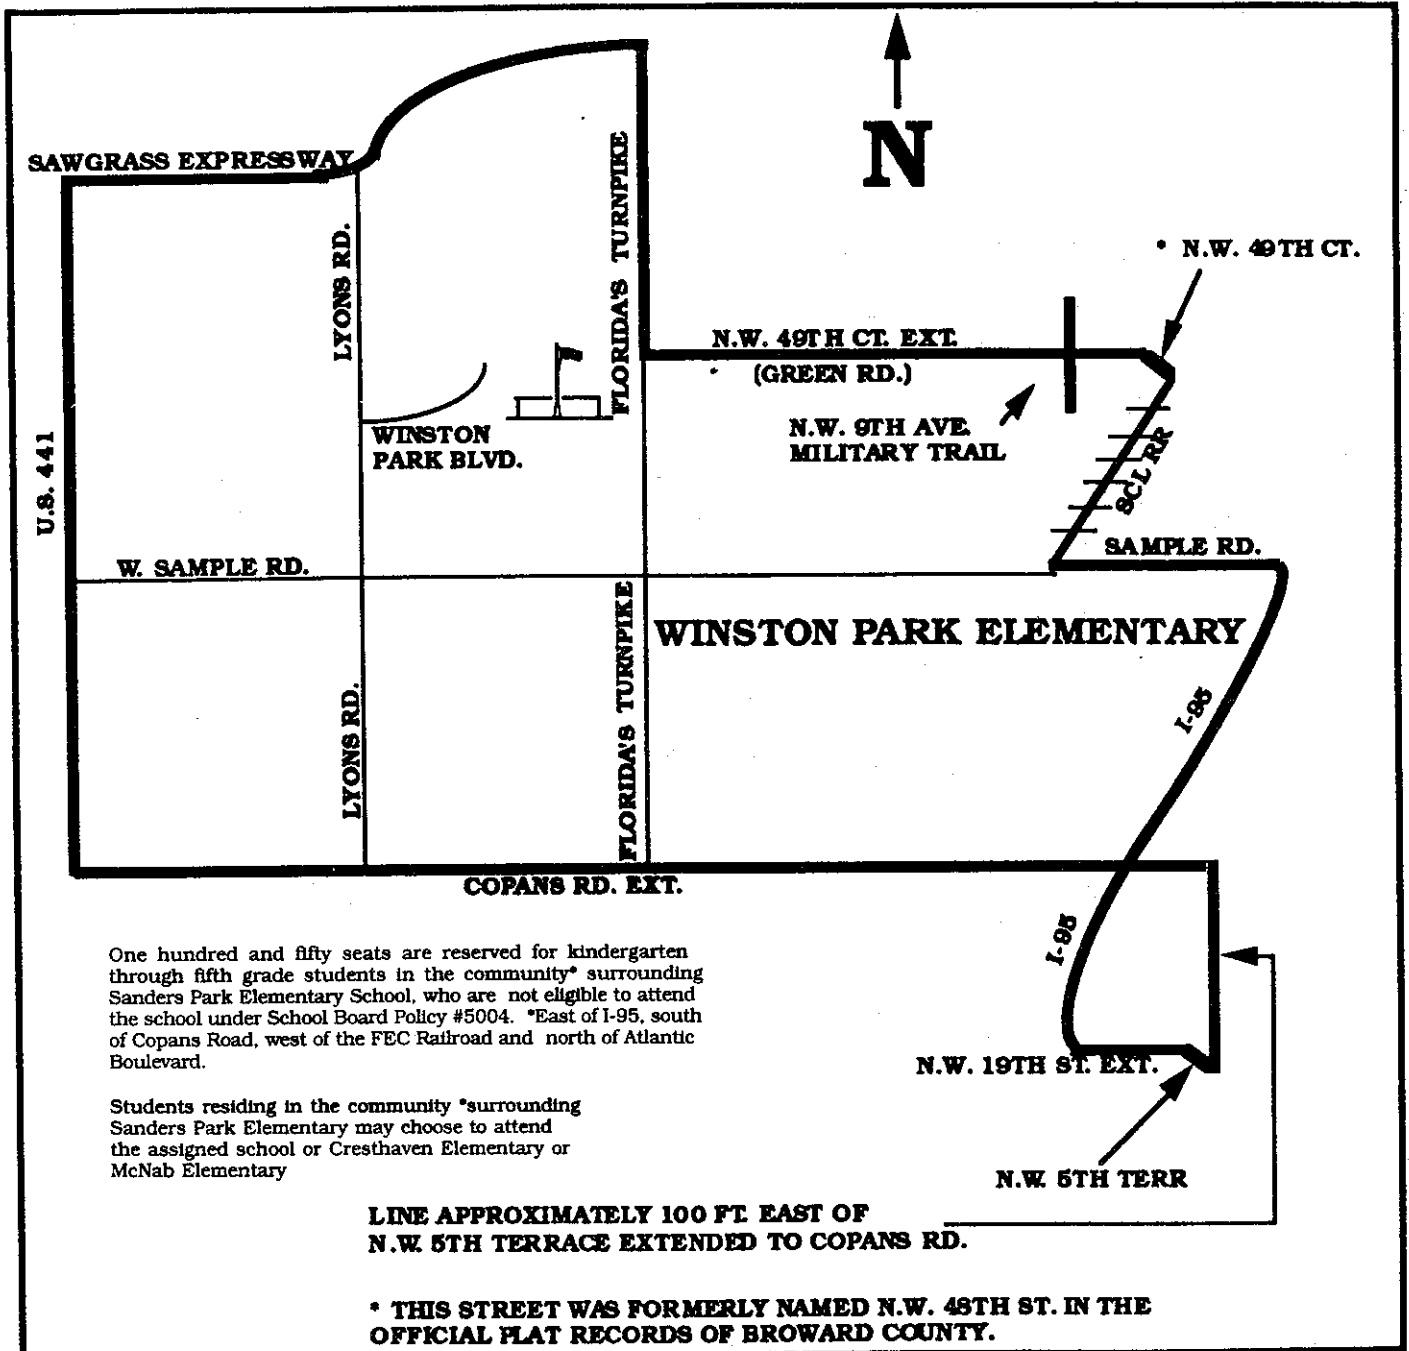 N
SAWGRASS EXPRESSWAY
LYONS RD.
FLORIDA'S TURNPIKE
* N.W. 49TH CT.
N.W. 49TH CT. EXT.
(GREEN RD.)
N.W. 9TH AVE.
MILITARY TRAIL
WINSTON
PARK BLVD.
U.S. 441
SCL RR
W. SAMPLE RD.
SAMPLE RD.
WINSTON PARK ELEMENTARY
LYONS RD.
FLORIDA'S TURNPIKE
I-95
COPANS RD. EXT.
I-95
One hundred and fifty seats are reserved for kindergarten
through fifth grade students in the community* surrounding
Sanders Park Elementary School, who are not eligible to attend
the school under School Board Policy #5004. *East of I-95, south
of Copans Road, west of the FEC Railroad and north of Atlantic
Boulevard.
N.W. 19TH ST. EXT.
Students residing in the community *surrounding
Sanders Park Elementary may choose to attend
the assigned school or Cresthaven Elementary or
McNab Elementary
N.W. 5TH TERR
LINE APPROXIMATELY 100 FT. EAST OF
N.W. 5TH TERRACE EXTENDED TO COPANS RD.
* THIS STREET WAS FORMERLY NAMED N.W. 48TH ST. IN THE
OFFICIAL PLAT RECORDS OF BROWARD COUNTY.